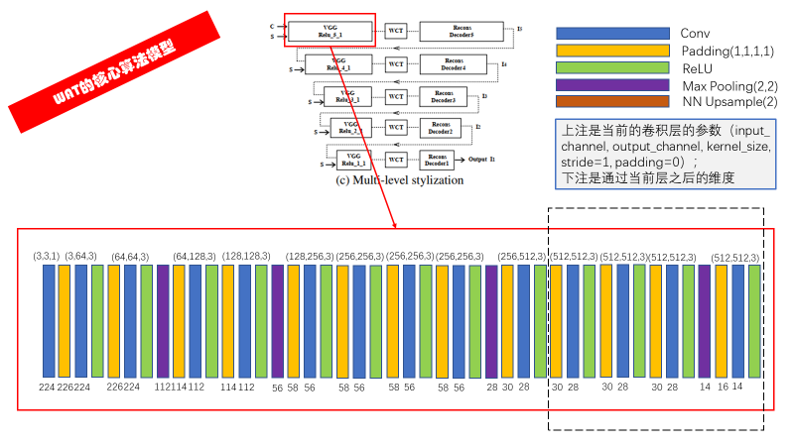 WAT的核心算法模型
C
S
VGG
Relu_5_1
WCT
Recons
Decoder5
I5
S
VGG
Relu_4_1
WCT
Recons
Decoder4
I4
S
VGG
Relu_3_1
WCT
Recons
Decoder3
I3
S
VGG
Relu_2_1
WCT
Recons
Decoder2
I2
S
VGG
Relu_1_1
WCT
Recons
Decoder1
Output I1
(c) Multi-level stylization
Conv
Padding(1,1,1,1)
ReLU
Max Pooling(2,2)
NN Upsample(2)
上注是当前的卷积层的参数（input_
channel, output_channel, kernel_size,
stride=1, padding=0）；
下注是通过当前层之后的维度
(3,3,1) (3,64,3) (64,64,3) (64,128,3) (128,128,3) (128,256,3) (256,256,3) (256,256,3) (256,256,3) (256,512,3) (512,512,3) (512,512,3) (512,512,3) (512,512,3)
224 226 224 226 224 112 114 112 114 112 56 58 56 58 56 58 56 58 56 28 30 28 30 28 30 28 30 28 14 16 14